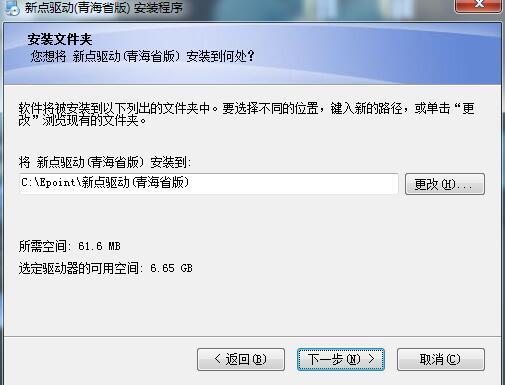 新点驱动(青海省版) 安装程序
安装文件夹
您想将 新点驱动(青海省版) 安装到何处?
软件将被安装到以下列出的文件夹中。要选择不同的位置，键入新的路径，或单击“更
改”浏览现有的文件夹。
将 新点驱动(青海省版) 安装到:
C:\Epoint\新点驱动(青海省版)
更改(H)...
所需空间: 61.6 MB
选定驱动器的可用空间: 6.65 GB
< 返回(B)
下一步(N) >
取消(C)